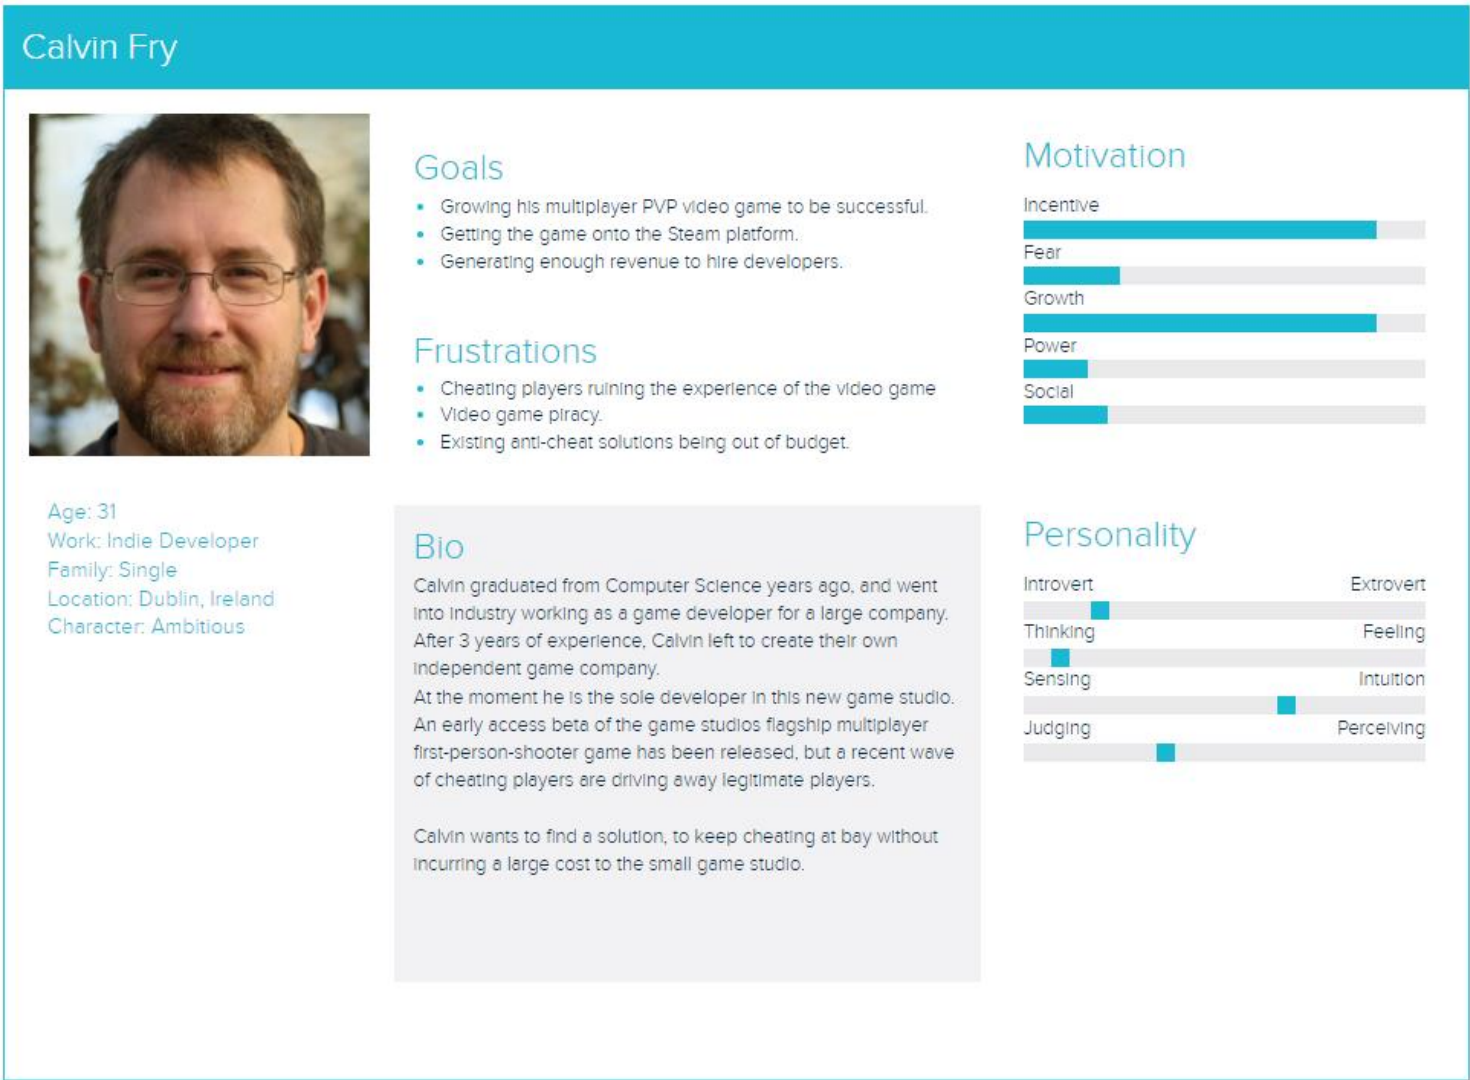 Calvin Fry
Age: 31
Work: Indie Developer
Family: Single
Location: Dublin, Ireland
Character: Ambitious
Goals
• Growing his multiplayer PVP video game to be successful.
• Getting the game onto the Steam platform.
• Generating enough revenue to hire developers.
Frustrations
• Cheating players ruining the experience of the video game
• Video game piracy.
• Existing anti-cheat solutions being out of budget.
Bio
Calvin graduated from Computer Science years ago, and went
into industry working as a game developer for a large company.
After 3 years of experience, Calvin left to create their own
independent game company.
At the moment he is the sole developer in this new game studio.
An early access beta of the game studios flagship multiplayer
first-person-shooter game has been released, but a recent wave
of cheating players are driving away legitimate players.
Calvin wants to find a solution, to keep cheating at bay without
incurring a large cost to the small game studio.
Motivation
Incentive
Fear
Growth
Power
Social
Personality
Introvert Extrovert
Thinking Feeling
Sensing Intuition
Judging Perceiving